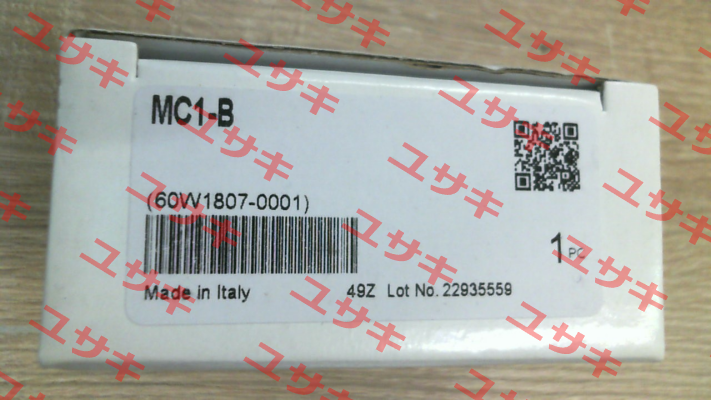 MC1-B
(60W1807-0001)
1 PC
Made in Italy 49Z Lot No. 22935559
ユサキ